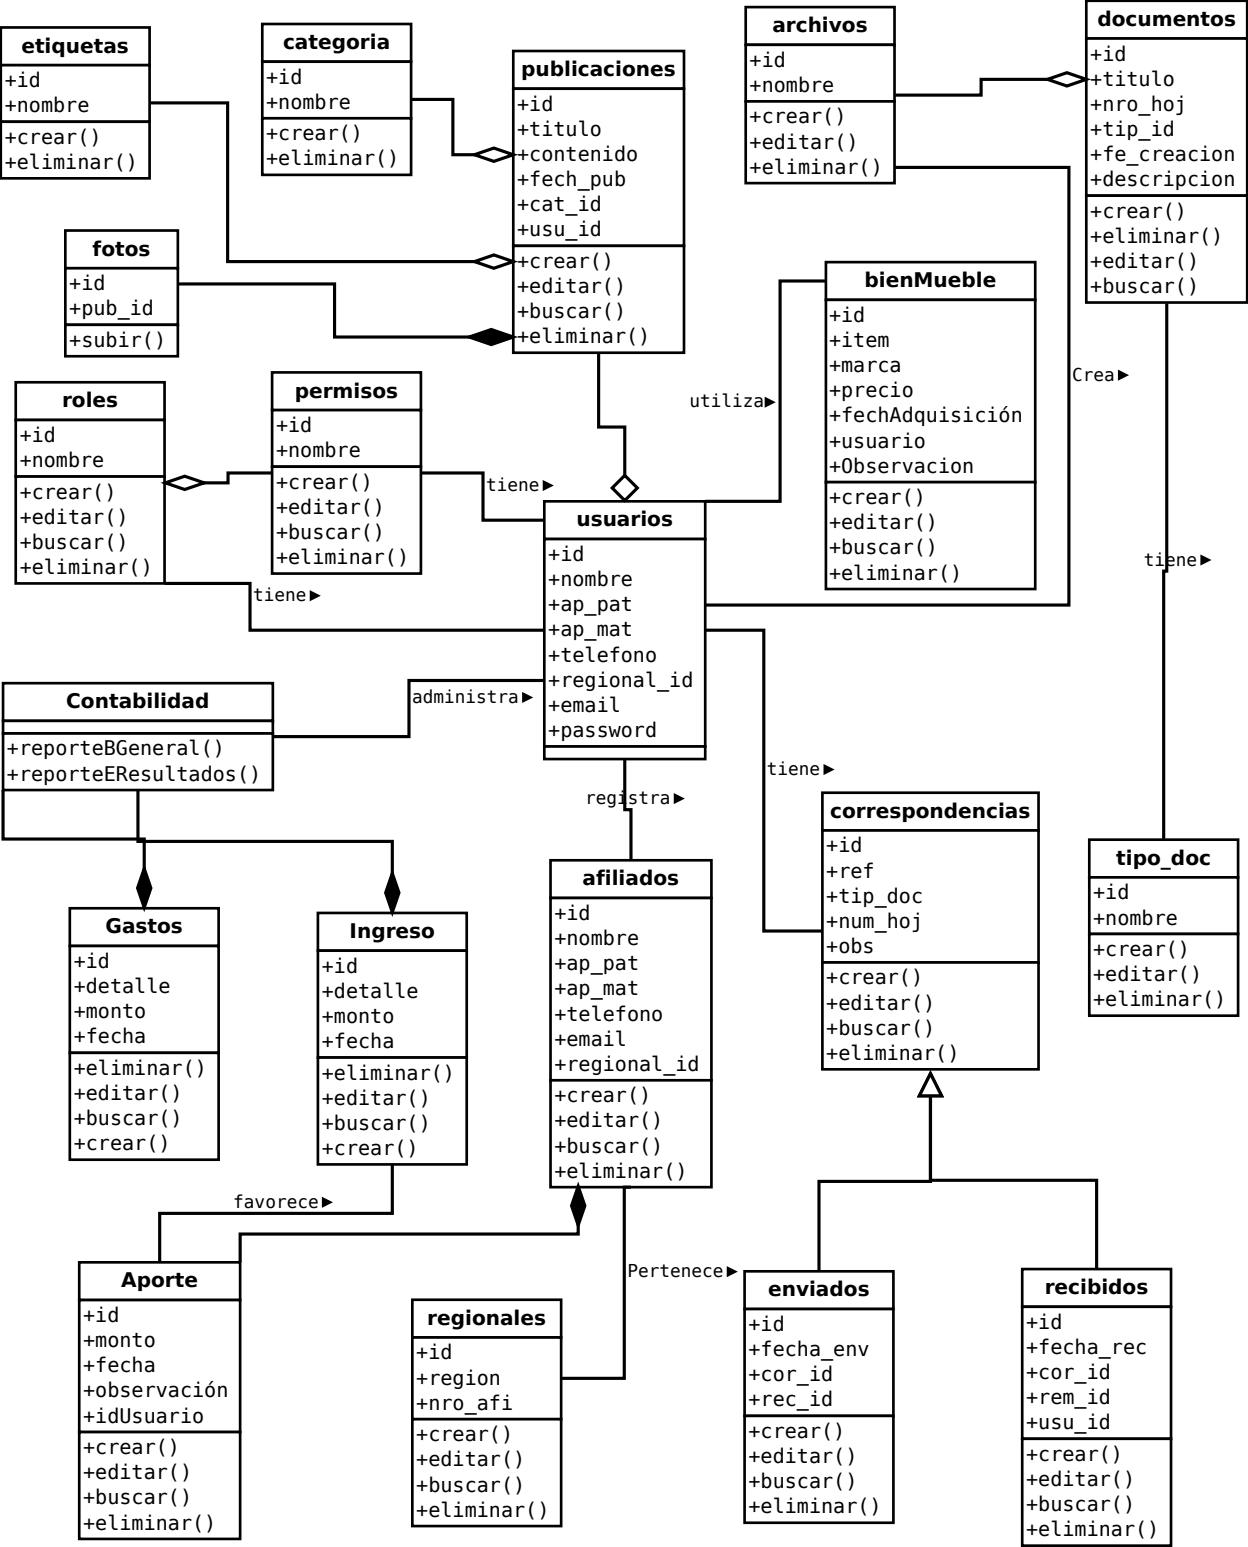 etiquetas
+id
+nombre
+crear()
+eliminar()
categoria
+id
+nombre
+crear()
+eliminar()
publicaciones
+id
+titulo
+contenido
+fech_pub
+cat_id
+usu_id
+crear()
+editar()
+buscar()
+eliminar()
archivos
+id
+nombre
+crear()
+editar()
+eliminar()
documentos
+id
+titulo
+nro_hoj
+tip_id
+fe_creacion
+descripcion
+crear()
+eliminar()
+editar()
+buscar()
fotos
+id
+pub_id
+subir()
bienMueble
+id
+item
+marca
+precio
+fechAdquisición
+usuario
+Observacion
+crear()
+editar()
+buscar()
+eliminar()
utiliza►
Crea►
roles
+id
+nombre
+crear()
+editar()
+buscar()
+eliminar()
permisos
+id
+nombre
+crear()
+editar()
+buscar()
+eliminar()
tiene►
tiene►
tiene►
usuarios
+id
+nombre
+ap_pat
+ap_mat
+telefono
+regional_id
+email
+password
Contabilidad
+reporteBGeneral()
+reporteEResultados()
administra►
registra►
tiene►
correspondencias
+id
+ref
+tip_doc
+num_hoj
+obs
+crear()
+editar()
+buscar()
+eliminar()
tipo_doc
+id
+nombre
+crear()
+editar()
+eliminar()
Gastos
+id
+detalle
+monto
+fecha
+eliminar()
+editar()
+buscar()
+crear()
Ingreso
+id
+detalle
+monto
+fecha
+eliminar()
+editar()
+buscar()
+crear()
afiliados
+id
+nombre
+ap_pat
+ap_mat
+telefono
+email
+regional_id
+crear()
+editar()
+buscar()
+eliminar()
favorece►
Pertenece►
Aporte
+id
+monto
+fecha
+observación
+idUsuario
+crear()
+editar()
+buscar()
+eliminar()
regionales
+id
+region
+nro_afi
+crear()
+editar()
+buscar()
+eliminar()
enviados
+id
+fecha_env
+cor_id
+rec_id
+crear()
+editar()
+buscar()
+eliminar()
recibidos
+id
+fecha_rec
+cor_id
+rem_id
+usu_id
+crear()
+editar()
+buscar()
+eliminar()